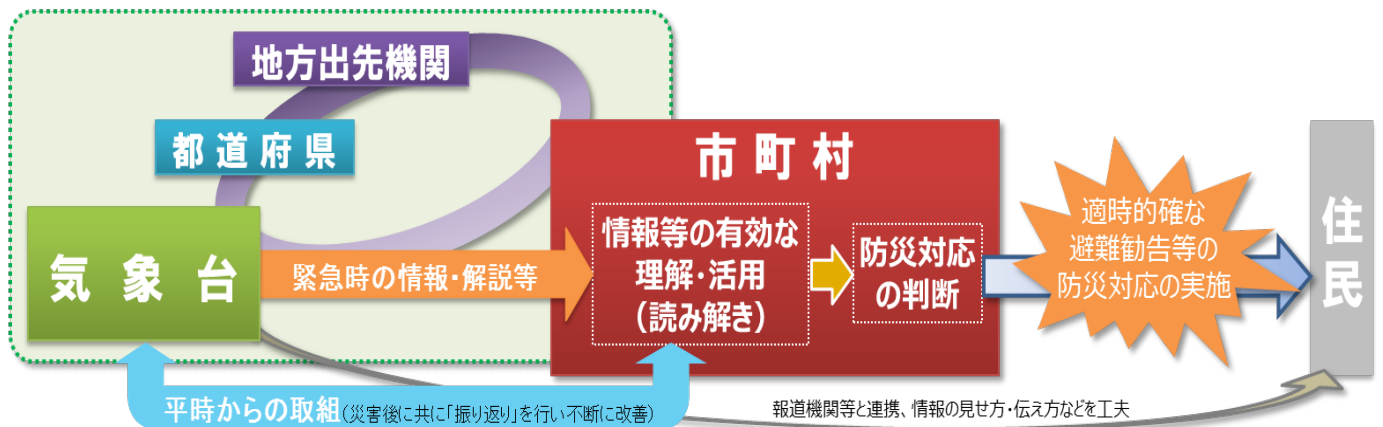 地方出先機関
都道府県
気象台
緊急時の情報・解説等
市町村
情報等の有効な
理解・活用
（読み解き）
防災対応
の判断
適時的確な
避難勧告等の
防災対応の実施
住民
平時からの取組（災害後に共に「振り返り」を行い不断に改善）
報道機関等と連携、情報の見せ方・伝え方などを工夫